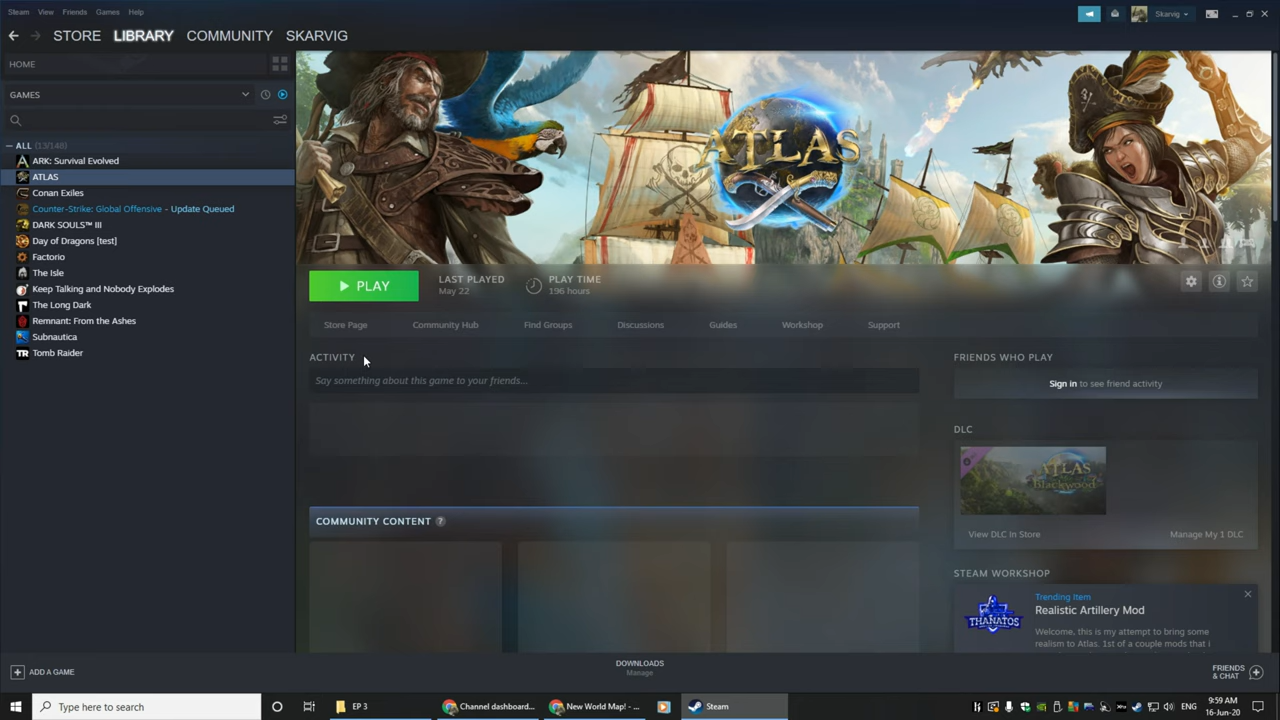 Steam View Friends Games Help
Skarvig
STORE LIBRARY COMMUNITY SKARVIG
HOME
GAMES
ALL (13/148)
ARK: Survival Evolved
ATLAS
Conan Exiles
Counter-Strike: Global Offensive - Update Queued
DARK SOULS™ III
Day of Dragons [test]
Factorio
The Isle
Keep Talking and Nobody Explodes
The Long Dark
Remnant: From the Ashes
Subnautica
TR Tomb Raider
ATLAS
PLAY
LAST PLAYED
May 22
PLAY TIME
196 hours
Store Page Community Hub Find Groups Discussions Guides Workshop Support
ACTIVITY
Say something about this game to your friends...
COMMUNITY CONTENT ?
FRIENDS WHO PLAY
Sign in to see friend activity
DLC
ATLAS
Blackwood
View DLC In Store Manage My 1 DLC
STEAM WORKSHOP
Trending Item
Realistic Artillery Mod
THANATOS
Welcome, this is my attempt to bring some
realism to Atlas. 1st of a couple mods that i
ADD A GAME
DOWNLOADS
Manage
FRIENDS
& CHAT
Type here to search
EP 3
Channel dashboard...
New World Map! - ...
Steam
ENG
9:59 AM
16-Jun-20